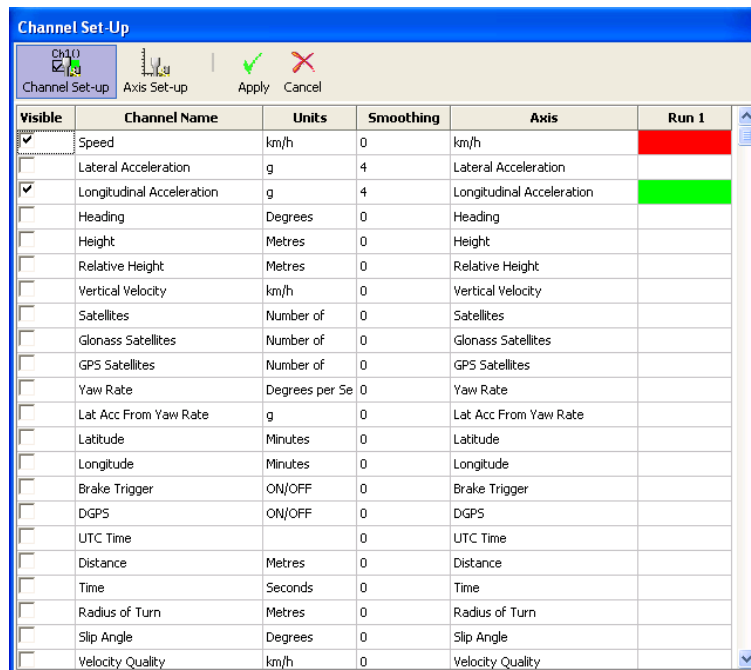 Channel Set-Up
Ch1()
Channel Set-up Axis Set-up Apply Cancel
Visible Channel Name Units Smoothing Axis Run 1
Speed km/h 0 km/h
Lateral Acceleration g 4 Lateral Acceleration
Longitudinal Acceleration g 4 Longitudinal Acceleration
Heading Degrees 0 Heading
Height Metres 0 Height
Relative Height Metres 0 Relative Height
Vertical Velocity km/h 0 Vertical Velocity
Satellites Number of 0 Satellites
Glonass Satellites Number of 0 Glonass Satellites
GPS Satellites Number of 0 GPS Satellites
Yaw Rate Degrees per Se 0 Yaw Rate
Lat Acc From Yaw Rate g 0 Lat Acc From Yaw Rate
Latitude Minutes 0 Latitude
Longitude Minutes 0 Longitude
Brake Trigger ON/OFF 0 Brake Trigger
DGPS ON/OFF 0 DGPS
UTC Time 0 UTC Time
Distance Metres 0 Distance
Time Seconds 0 Time
Radius of Turn Metres 0 Radius of Turn
Slip Angle Degrees 0 Slip Angle
Velocity Quality km/h 0 Velocity Quality